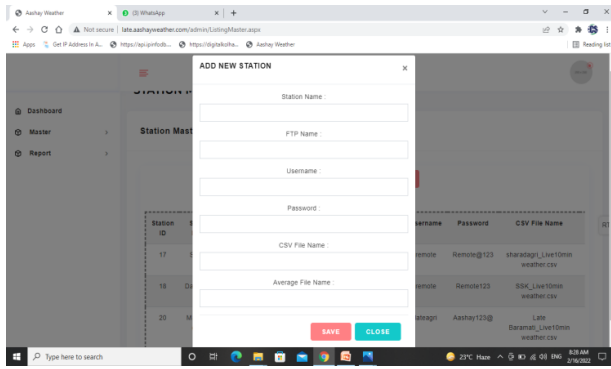 Aashay Weather
(3) WhatsApp
Not secure | late.aashayweather.com/admin/ListingMaster.aspx
Apps
Get IP Address In A...
https://api.ipinfodb...
https://digitalkolha...
Aashay Weather
Reading list
ADD NEW STATION
×
Station Name :
FTP Name :
Username :
Password :
CSV File Name :
Average File Name :
SAVE
CLOSE
Dashboard
Master
Report
Station Mast
Station ID
Password
CSV File Name
17
emote
Remote@123
sharadagri_Live10min
weather.csv
18
emote
Remote123
SSK_Live10min
weather.csv
20
ateagri
Aashay123@
Late
Baramati_Live10min
weather.csv
Type here to search
23°C Haze
ENG
8:28 AM
2/16/2022